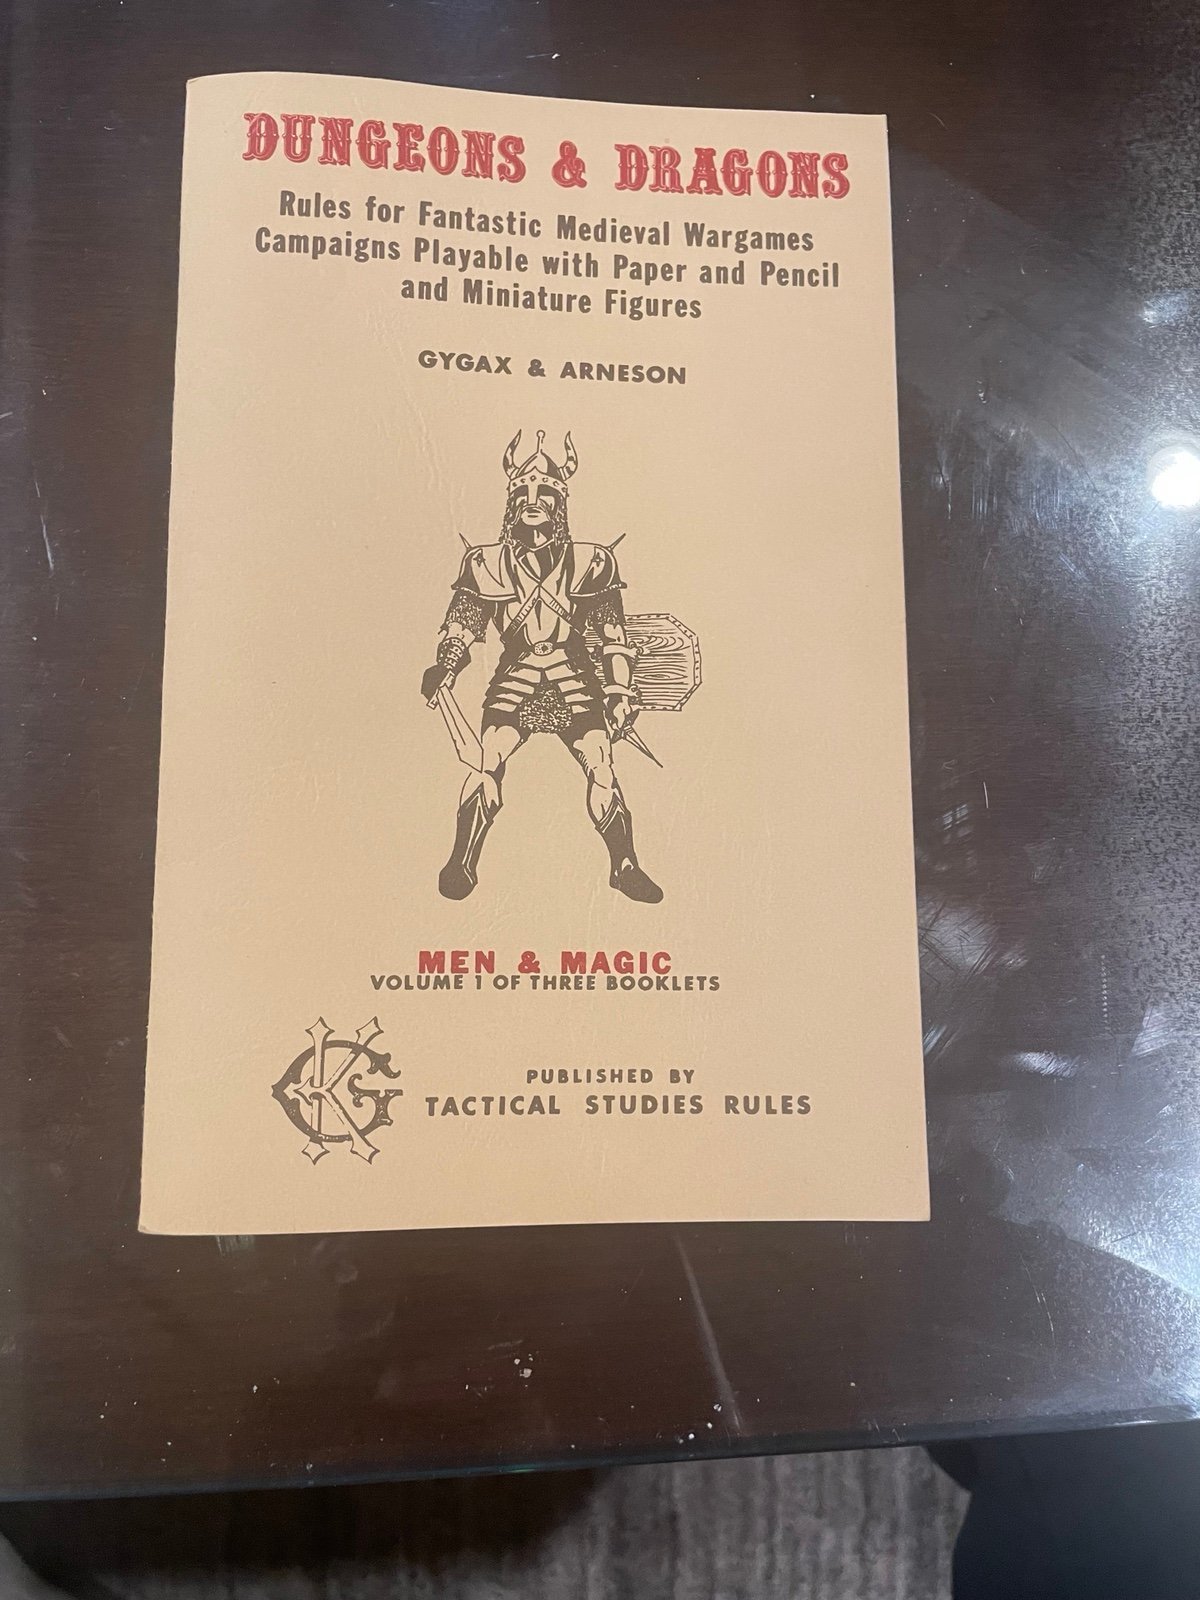 DUNGEONS & DRAGONS
Rules for Fantastic Medieval Wargames
Campaigns Playable with Paper and Pencil
and Miniature Figures
GYGAX & ARNESON
MEN & MAGIC
VOLUME 1 OF THREE BOOKLETS
GK
PUBLISHED BY
TACTICAL STUDIES RULES